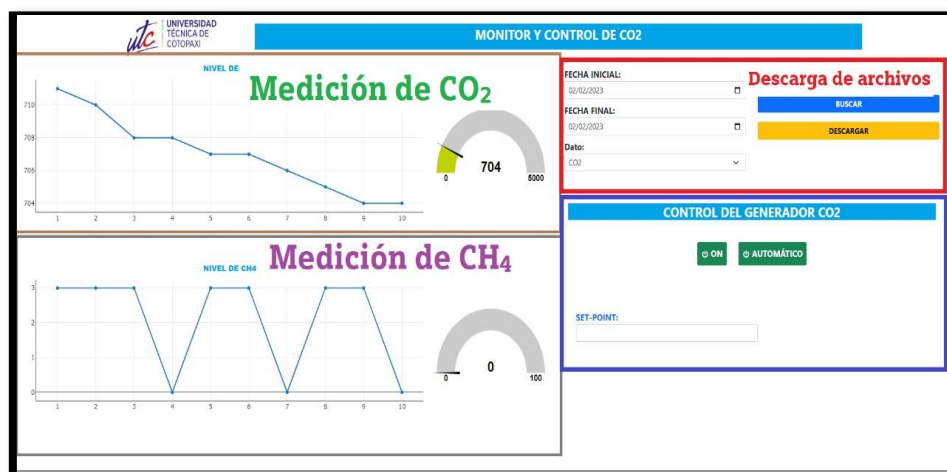 utc
UNIVERSIDAD
TÉCNICA DE
COTOPAXI
MONITOR Y CONTROL DE CO2
NIVEL DE
Medición de CO₂
710
708
706
704
1 2 3 4 5 6 7 8 9 10
704
0 5000
NIVEL DE CH4
Medición de CH4
3
2
1
0
1 2 3 4 5 6 7 8 9 10
0
0 100
FECHA INICIAL:
02/02/2023
FECHA FINAL:
02/02/2023
Dato:
CO2
Descarga de archivos
BUSCAR
DESCARGAR
CONTROL DEL GENERADOR CO2
ON
AUTOMÁTICO
SET-POINT: